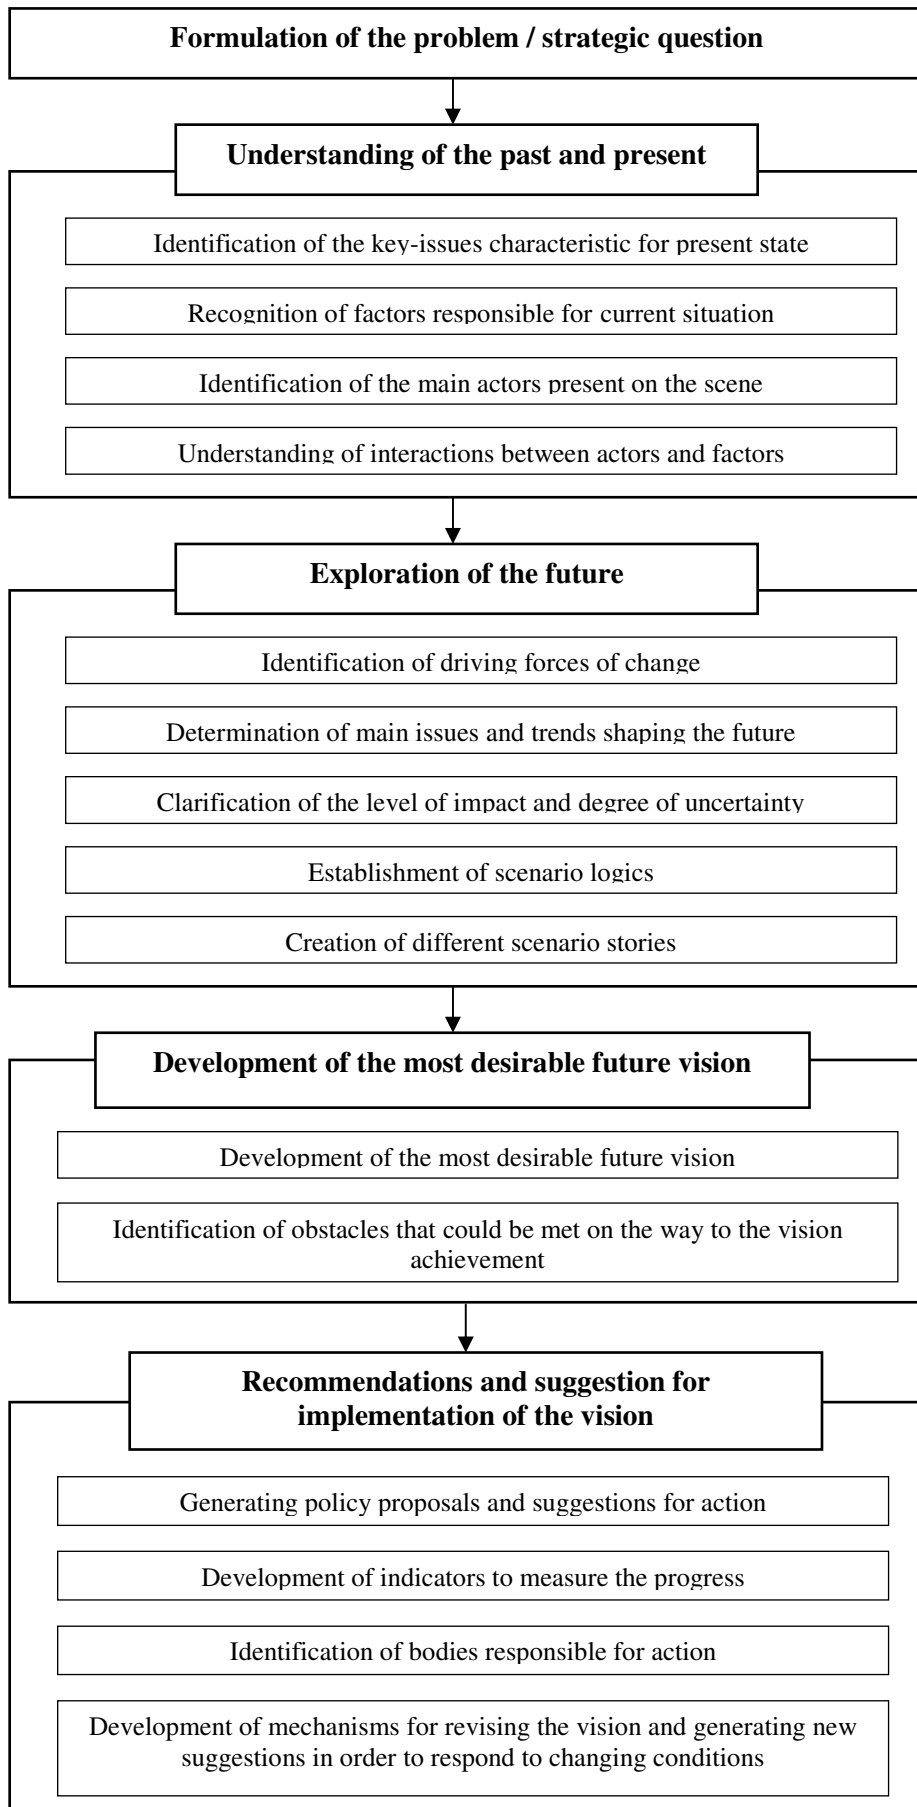 Formulation of the problem / strategic question
Understanding of the past and present
Identification of the key-issues characteristic for present state
Recognition of factors responsible for current situation
Identification of the main actors present on the scene
Understanding of interactions between actors and factors
Exploration of the future
Identification of driving forces of change
Determination of main issues and trends shaping the future
Clarification of the level of impact and degree of uncertainty
Establishment of scenario logics
Creation of different scenario stories
Development of the most desirable future vision
Development of the most desirable future vision
Identification of obstacles that could be met on the way to the vision
achievement
Recommendations and suggestion for
implementation of the vision
Generating policy proposals and suggestions for action
Development of indicators to measure the progress
Identification of bodies responsible for action
Development of mechanisms for revising the vision and generating new
suggestions in order to respond to changing conditions